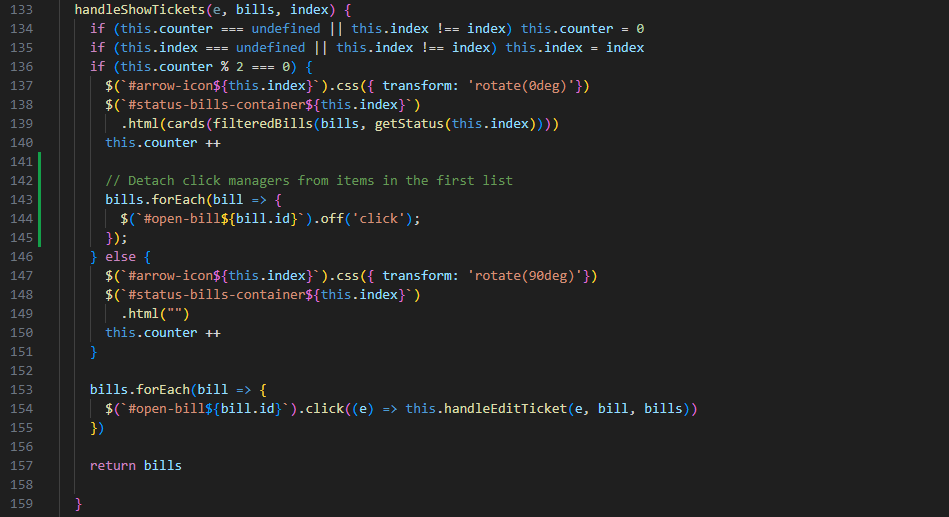 133 handleShowTickets(e, bills, index) {
134 if (this.counter === undefined || this.index !== index) this.counter = 0
135 if (this.index === undefined || this.index !== index) this.index = index
136 if (this.counter % 2 === 0) {
137 $(`#arrow-icon${this.index}`).css({ transform: 'rotate(0deg)'})
138 $(`#status-bills-container${this.index}`)
139 .html(cards(filteredBills(bills, getStatus(this.index))))
140 this.counter ++
141
142 // Detach click managers from items in the first list
143 bills.forEach(bill => {
144 $(`#open-bill${bill.id}`).off('click');
145 });
146 } else {
147 $(`#arrow-icon${this.index}`).css({ transform: 'rotate(90deg)'})
148 $(`#status-bills-container${this.index}`)
149 .html("")
150 this.counter ++
151 }
152
153 bills.forEach(bill => {
154 $(`#open-bill${bill.id}`).click((e) => this.handleEditTicket(e, bill, bills))
155 })
156
157 return bills
158
159 }